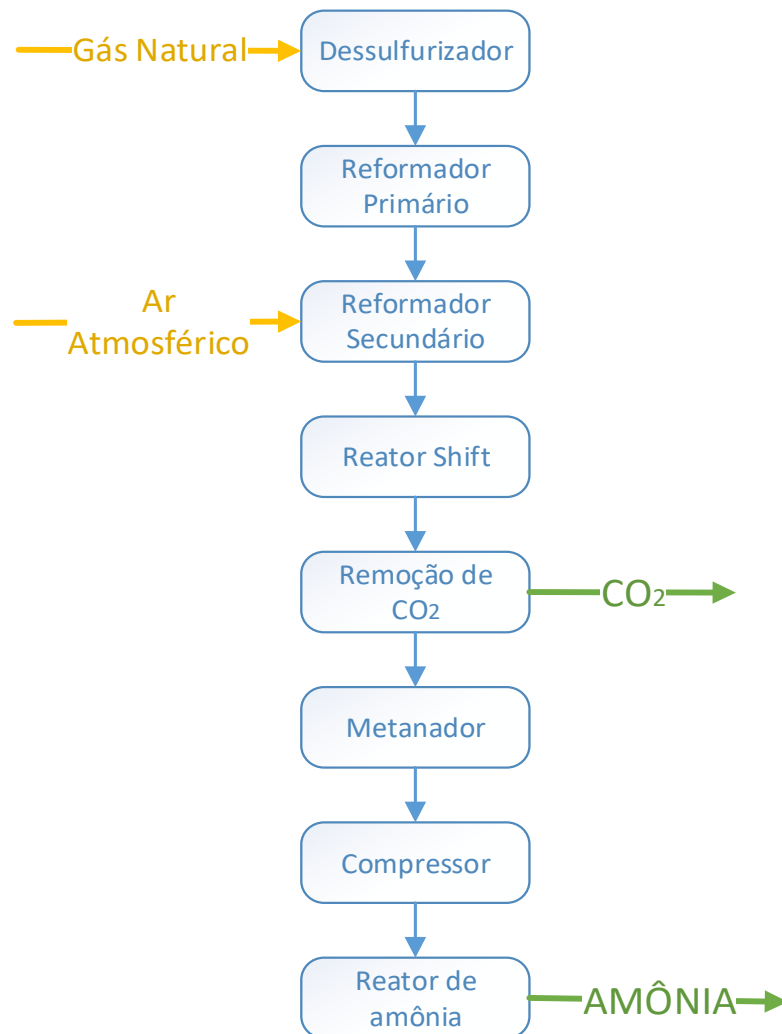 Gás Natural
Dessulfurizador
Reformador
Primário
Ar
Atmosférico
Reformador
Secundário
Reator Shift
Remoção de
CO₂
CO₂
Metanador
Compressor
Reator de
amônia
AMÔNIA